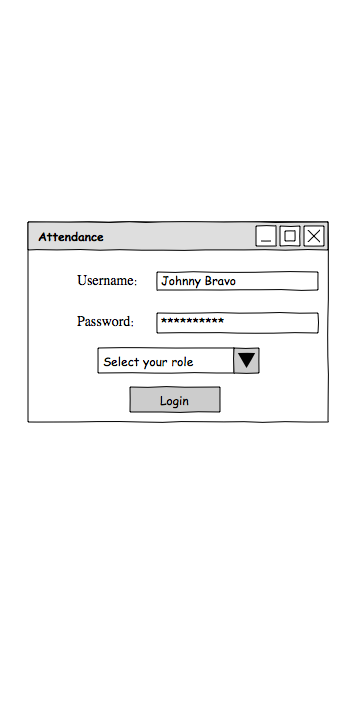 Attendance
Username: Johnny Bravo
Password: **********
Select your role
Login